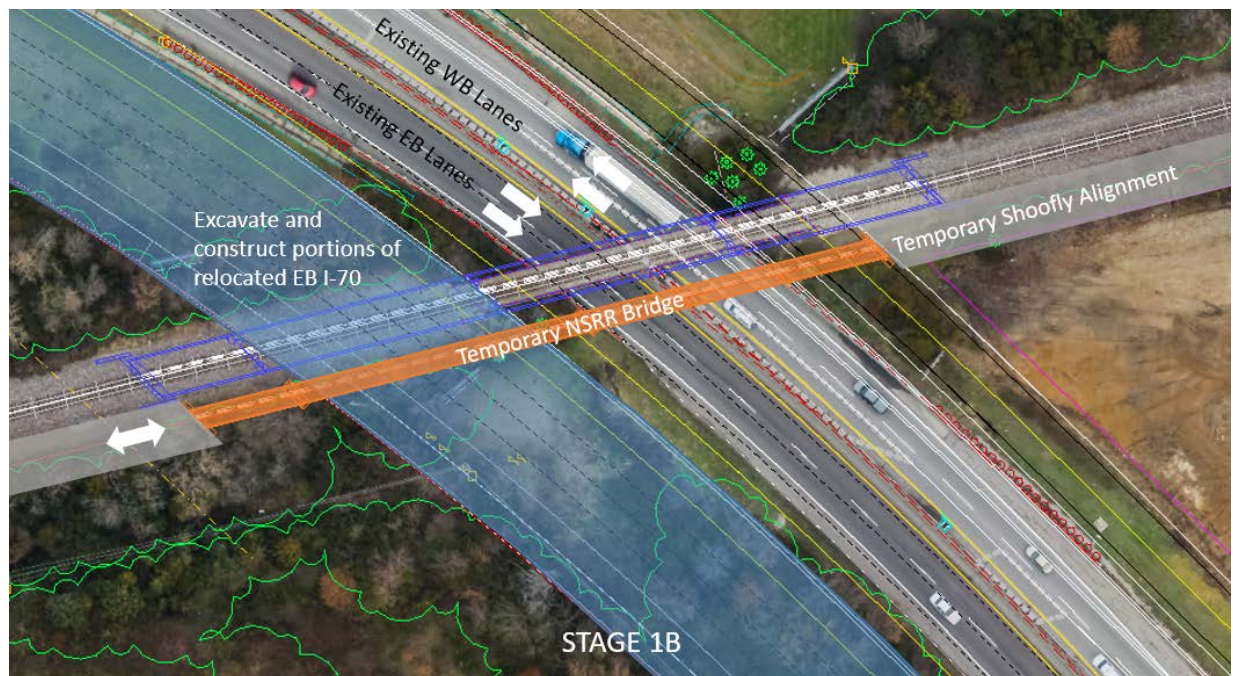 Existing WB Lanes
Existing EB Lanes
Excavate and
construct portions of
relocated EB I-70
Temporary Shoofly Alignment
Temporary NSRR Bridge
STAGE 1B